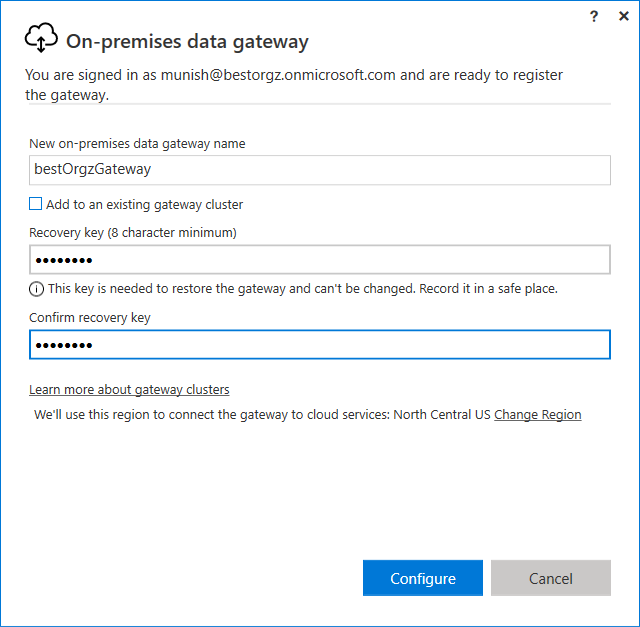 ? ×
On-premises data gateway
You are signed in as munish@bestorgz.onmicrosoft.com and are ready to register
the gateway.
New on-premises data gateway name
bestOrgzGateway
Add to an existing gateway cluster
Recovery key (8 character minimum)
●●●●●●●●
This key is needed to restore the gateway and can't be changed. Record it in a safe place.
Confirm recovery key
●●●●●●●●
Learn more about gateway clusters
We'll use this region to connect the gateway to cloud services: North Central US Change Region
Configure Cancel